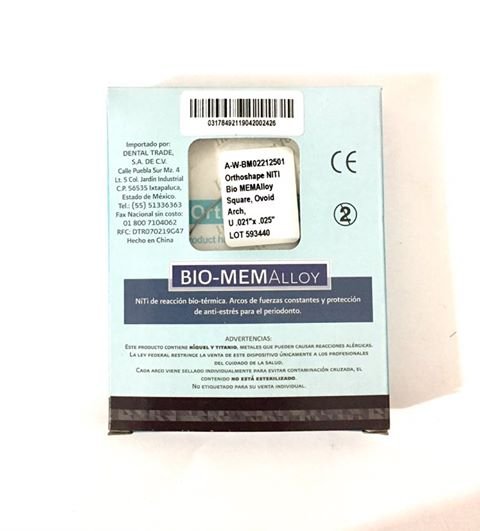 03178492119042002426
Importado por:
DENTAL TRADE,
S.A. DE C.V.
Calle Puebla Sur Mz. 4
Lt. 5 Col. Jardín Industrial
C.P. 56535 Ixtapaluca,
Estado de México.
Tel.: (55) 51336363
Fax Nacional sin costo:
01 800 7104062
RFC: DTR070219G47
Hecho en China
A-W-BM02212501
Orthoshape NITI
Bio MEMAlloy
Square, Ovoid
Arch,
U .021"x .025"
LOT 593440
Ort
oduct h
CE
2
BIO-MEMALLOY
NiTi de reacción bio-térmica. Arcos de fuerzas constantes y protección
de anti-estrés para el periodonto.
ADVERTENCIAS:
ESTE PRODUCTO CONTIENE NÍQUEL Y TITANIO, METALES QUE PUEDEN CAUSAR REACCIONES ALÉRGICAS.
LA LEY FEDERAL RESTRINGE LA VENTA DE ESTE DISPOSITIVO ÚNICAMENTE A LOS PROFESIONALES
DEL CUIDADO DE LA SALUD.
CADA ARCO VIENE SELLADO INDIVIDUALMENTE PARA EVITAR CONTAMINACIÓN CRUZADA, EL
CONTENIDO NO ESTÁ ESTERILIZADO.
NO ETIQUETADO PARA SU VENTA INDIVIDUAL.